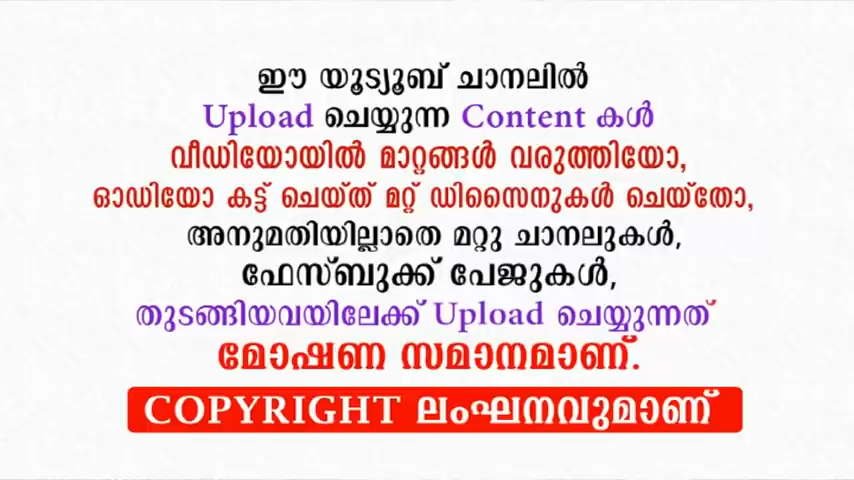 ഈ യൂട്യൂബ് ചാനലിൽ
Upload ചെയ്യുന്ന Content കൾ
വീഡിയോയിൽ മാറ്റങ്ങൾ വരുത്തിയോ,
ഓഡിയോ കട്ട് ചെയ്ത് മറ്റ് ഡിസൈനുകൾ ചെയ്തോ,
അനുമതിയില്ലാതെ മറ്റു ചാനലുകൾ,
ഫേസ്ബുക്ക് പേജുകൾ,
തുടങ്ങിയവയിലേക്ക് Upload ചെയ്യുന്നത്
മോഷണ സമാനമാണ്.
COPYRIGHT ലംഘനവുമാണ്